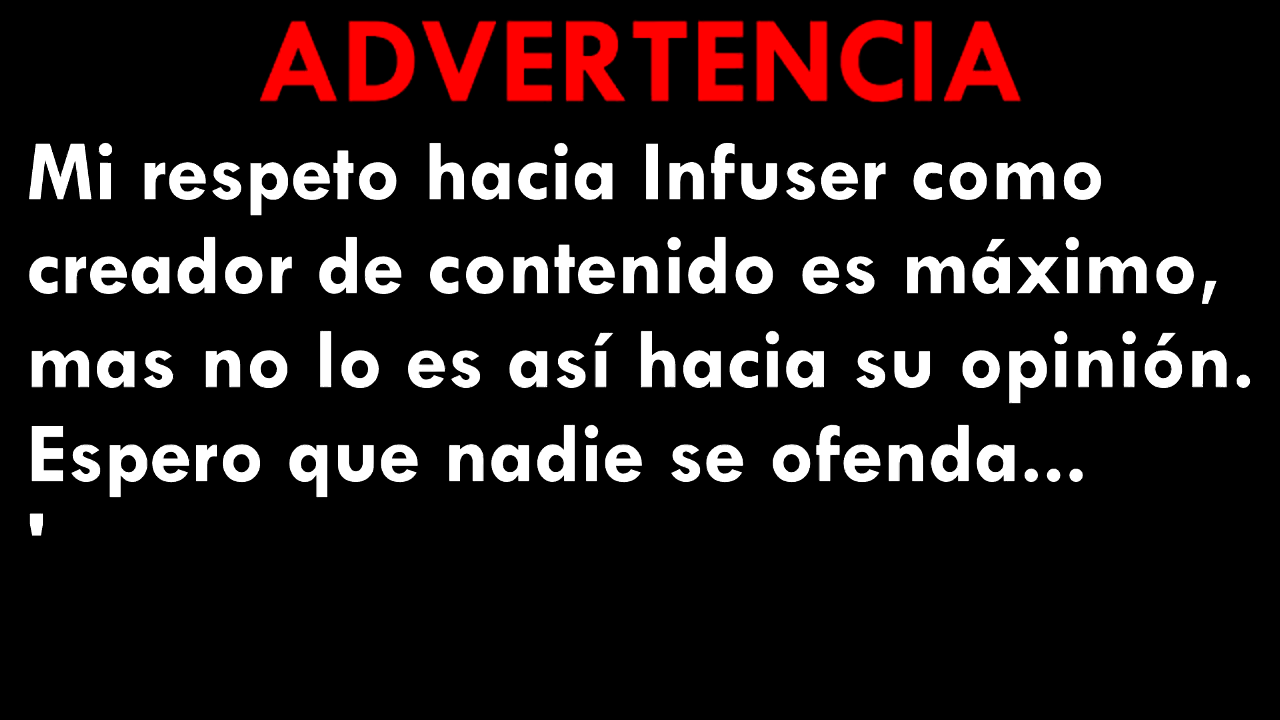 ADVERTENCIA
Mi respeto hacia Infuser como
creador de contenido es máximo,
mas no lo es así hacia su opinión.
Espero que nadie se ofenda...
'